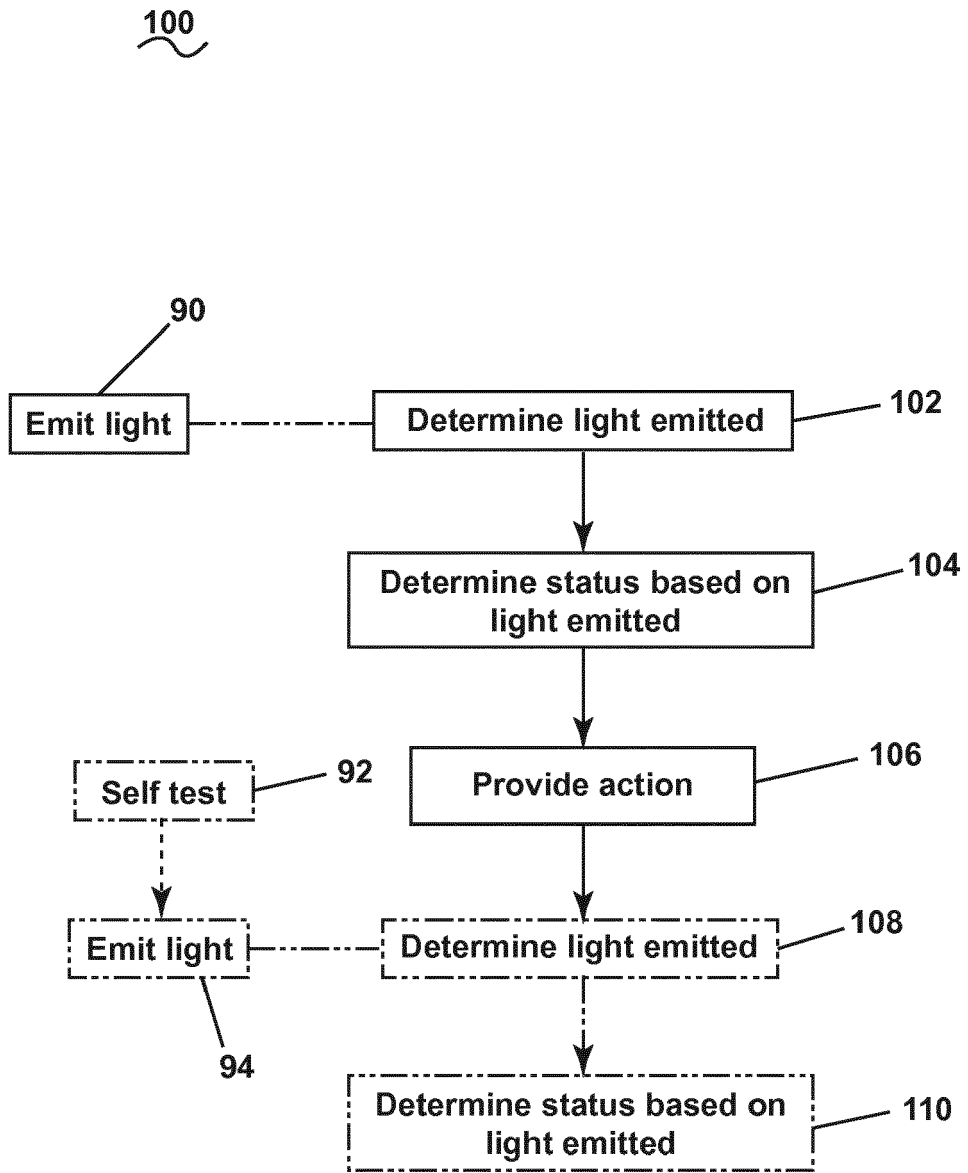 100
90
Emit light
Determine light emitted
102
Determine status based on
light emitted
104
Provide action
106
Self test
92
Emit light
94
Determine light emitted
108
Determine status based on
light emitted
110